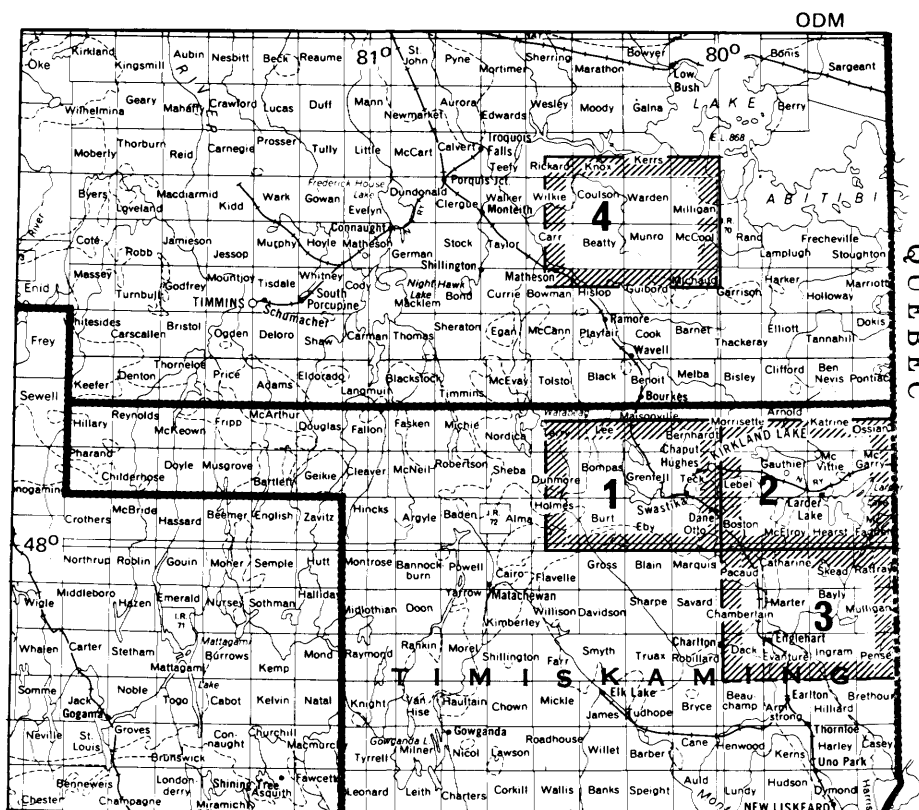 ODM
81° 80°
Oke Kirkland Kingsmill Aubin Nesbitt Beck Reaume St. John Pyne Mortimer Sherring Marathon Bowyer Low Bush Bonis Sargeant
Wilhelmina Geary Mahaffy Crawford Lucas Duff Mann Newmarket Aurora Edwards Wesley Moody Galna LAKE Berry
RIVER
EL. 868
Moberly Thorburn Reid Carnegie Prosser Tully Little McCart Calvert Iroquois Falls Teefy Rickard Knox Kerrs
Porquis Jct.
Byers Loveland Macdiarmid Kidd Wark Gowan Frederick House Lake Evelyn Dundonald Clergue Walker Monteith Wilkie Coulson Warden Milligan ABITIBI
4
River Coté Robb Jamieson Jessop Murphy Hoyle Matheson Connaught German Stock Taylor Carr Beatty Munro McCool I.R. Rand Lamplugh Frecheville Stoughton
Massey Enid Turnbull Godfrey Mountjoy Tisdale Whitney Cody Shillington Night Hawk Lake Macklem Bond Currie Matheson Bowman Hislop Guibord Michaud Garrison Harker Holloway Marriott
TIMMINS South Porcupine Schumacher
QUEBEC
Frey Whitesides Carscallen Bristol Ogden Deloro Shaw Carman Thomas Sheraton Egan McCann Playfair Ramore Cook Wavell Barnet Thackeray Elliott Tannahill Dokis
Sewell Keefer Denton Thorneloe Price Adams Eldorado Langmuir Blackstock Timmins McEvay Tolstoi Black Benoit Bourkes Melba Bisley Clifford Ben Nevis Pontiac
Hillary Reynolds McKeown Fripp McArthur Douglas Fallon Fasken Michie Nordica Lee Maisonville Bernhardt Morrisette Arnold Katrine Ossian
KIRKLAND LAKE
Pharand Childerhose Doyle Musgrove Bartlett Geikie Cleaver McNeil Robertson Sheba Dunmore Bompas Grenfell Chaput Hughes Teck Lebel Gauthier Mc Vittie Mc Garry
1 2
Crothers McBride Hassard Beemer English Zavitz Hincks Argyle Baden I.R. 72 Alma Holmes Burt Eby Swastika Dane Otto Boston McElroy Larder Lake Hearst
48°
Northrup Roblin Gouin Moher Semple Hutt Montrose Bannockburn Powell Cairo Flavelle Gross Blain Marquis Pacaud Catharine Skead Rattray
Wigle Middleboro Hazen Emerald Nursey Sothman Halliday Midlothian Doon Yarrow Matachewan Kimberley Willison Davidson Sharpe Savard Chamberlain Marter Bayly Mulligan
I.R. 71
3
Whalen Carter Stetham Mattagami Mattagami Lake Burrows Kemp Mond Raymond Rankin Morel Shillington Farr Smyth Truax Charlton Robillard Dack Englehart Evanturel Ingram Pense
TIMISKAMING
Somme Jack Gogama Noble Togo Cabot Kelvin Natal Knight Van Hise Haultain Chown Mickle Elk Lake James Tudhope Bryce Beauchamp Armstrong Earlton Hilliard Brethour
Neville St. Louis Groves Brunswick Connaught Churchill Macmurchy Tyrrell Gowganda L. Milner Gowganda Nicol Lawson Roadhouse Willet Barber Cane Henwood Kerns Thornloe Harley Casey Uno Park
Chester Benneweis Champagne Londonderry Miramichi Shining Tree Asquith Fawcett Leonard Leith Charters Corkill Wallis Banks Speight Auld Lundy Hudson Dymond NEW LISKEARD